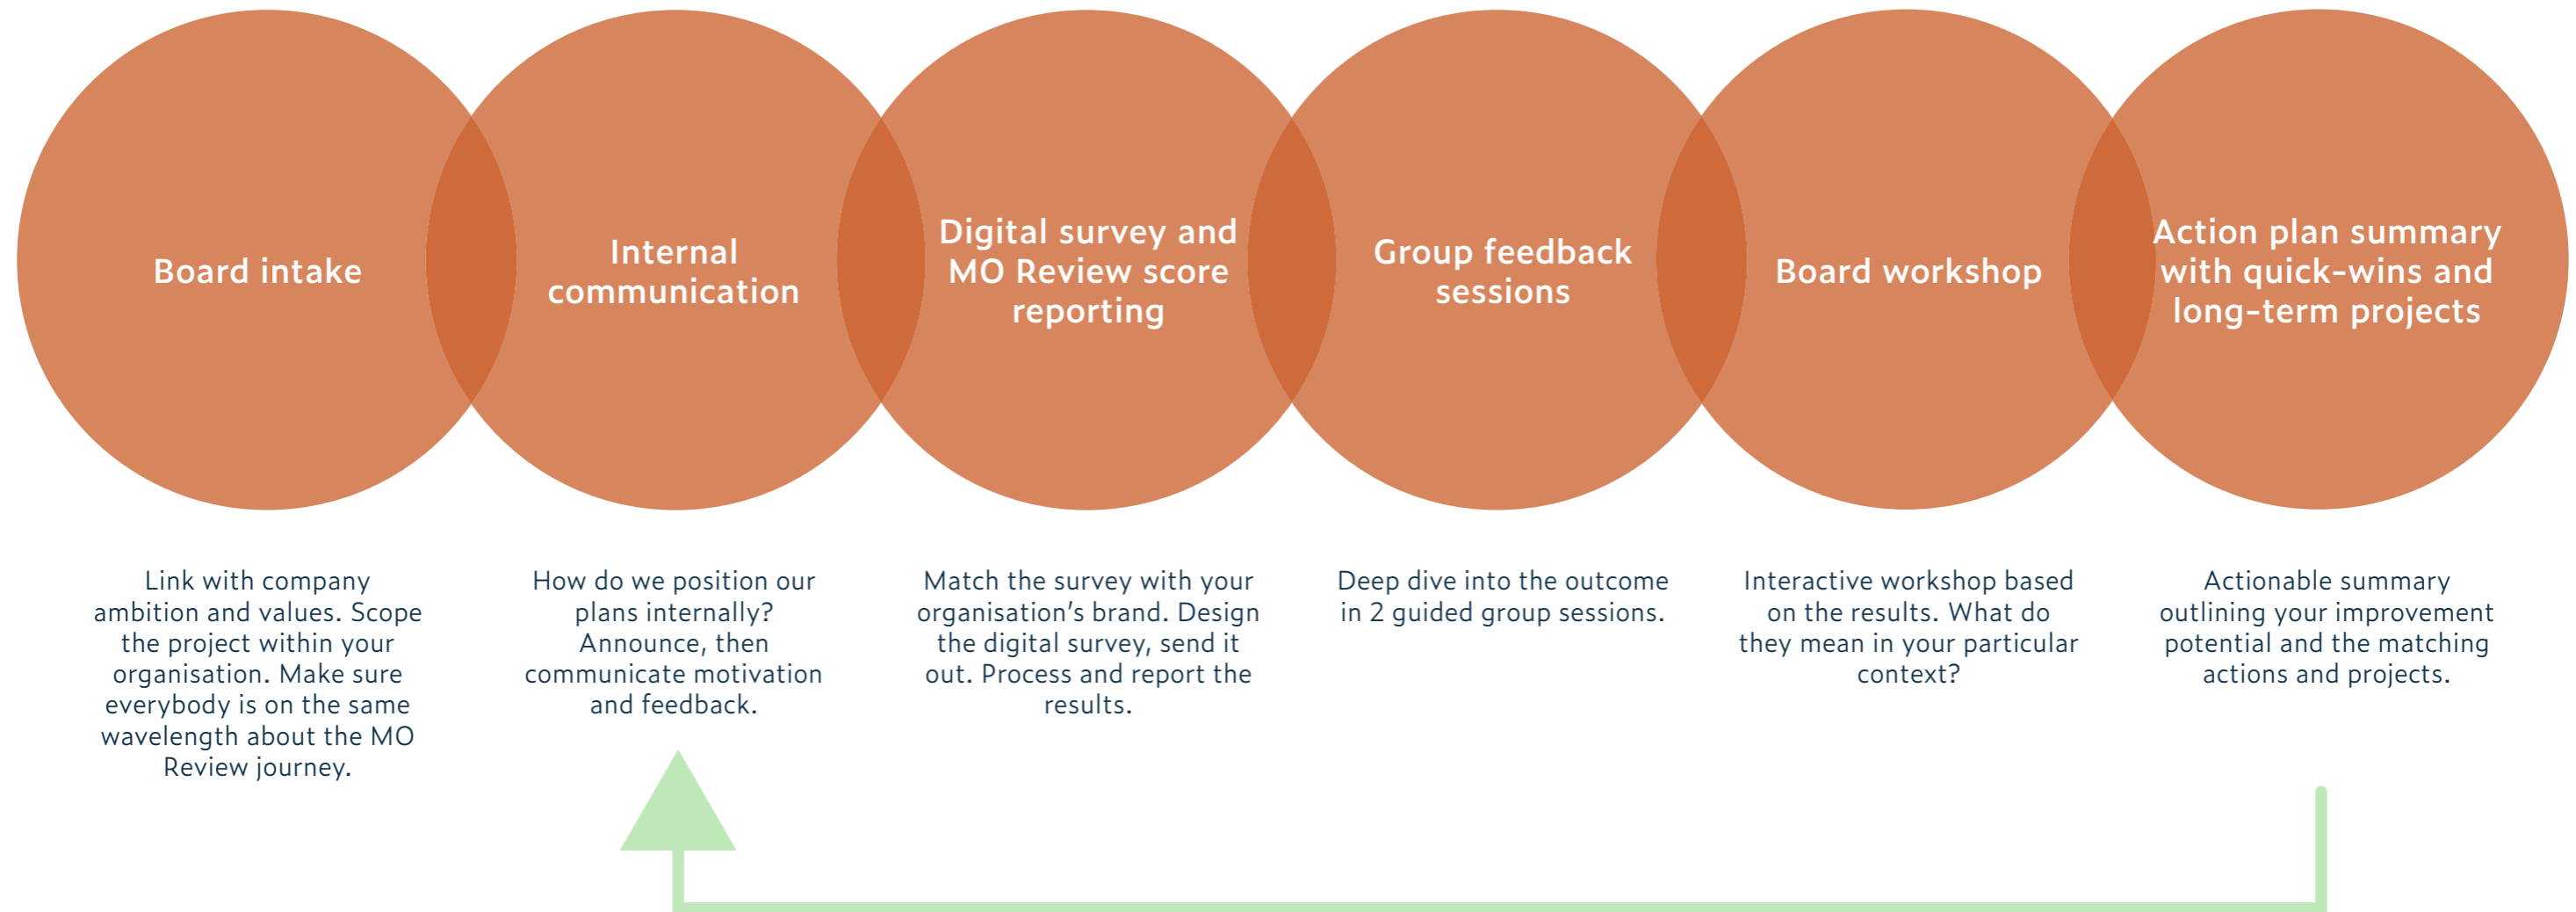 Board intake
Internal
communication
Digital survey and
MO Review score
reporting
Group feedback
sessions
Board workshop
Action plan summary
with quick-wins and
long-term projects
Link with company
ambition and values. Scope
the project within your
organisation. Make sure
everybody is on the same
wavelength about the MO
Review journey.
How do we position our
plans internally?
Announce, then
communicate motivation
and feedback.
Match the survey with your
organisation’s brand. Design
the digital survey, send it
out. Process and report the
results.
Deep dive into the outcome
in 2 guided group sessions.
Interactive workshop based
on the results. What do
they mean in your particular
context?
Actionable summary
outlining your improvement
potential and the matching
actions and projects.